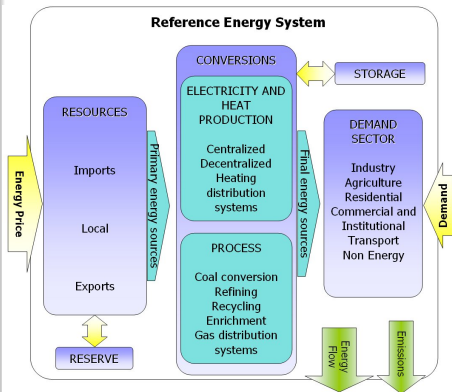 Reference Energy System
CONVERSIONS
STORAGE
RESOURCES
Imports
Local
Exports
RESERVE
Energy Price
Primary energy sources
ELECTRICITY AND
HEAT
PRODUCTION
Centralized
Decentralized
Heating
distribution
systems
PROCESS
Coal conversion
Refining
Recycling
Enrichment
Gas distribution
systems
Final energy sources
DEMAND
SECTOR
Industry
Agriculture
Residential
Commercial and
Institutional
Transport
Non Energy
Demand
Energy
Flow
Emissions